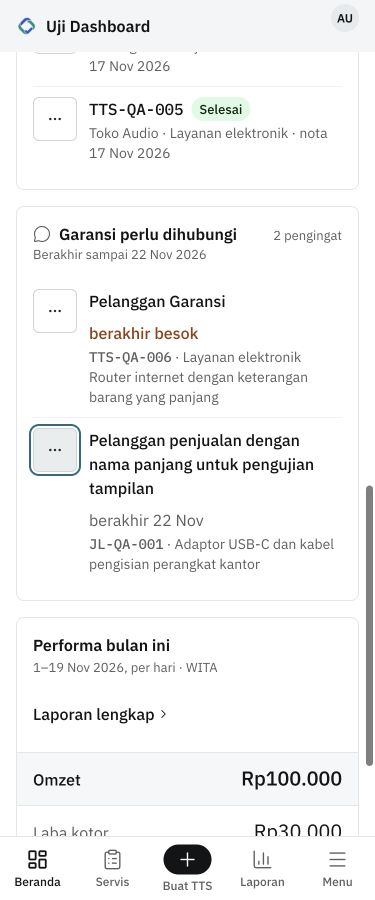 Uji Dashboard
AU
17 Nov 2026
TTS-QA-005 Selesai
Toko Audio · Layanan elektronik · nota
17 Nov 2026
Garansi perlu dihubungi
2 pengingat
Berakhir sampai 22 Nov 2026
Pelanggan Garansi
berakhir besok
TTS-QA-006 · Layanan elektronik
Router internet dengan keterangan
barang yang panjang
Pelanggan penjualan dengan
nama panjang untuk pengujian
tampilan
berakhir 22 Nov
JL-QA-001 · Adaptor USB-C dan kabel
pengisian perangkat kantor
Performa bulan ini
1–19 Nov 2026, per hari · WITA
Laporan lengkap
Omzet Rp100.000
Laba kotor Rp30.000
Beranda
Servis
Buat TTS
Laporan
Menu